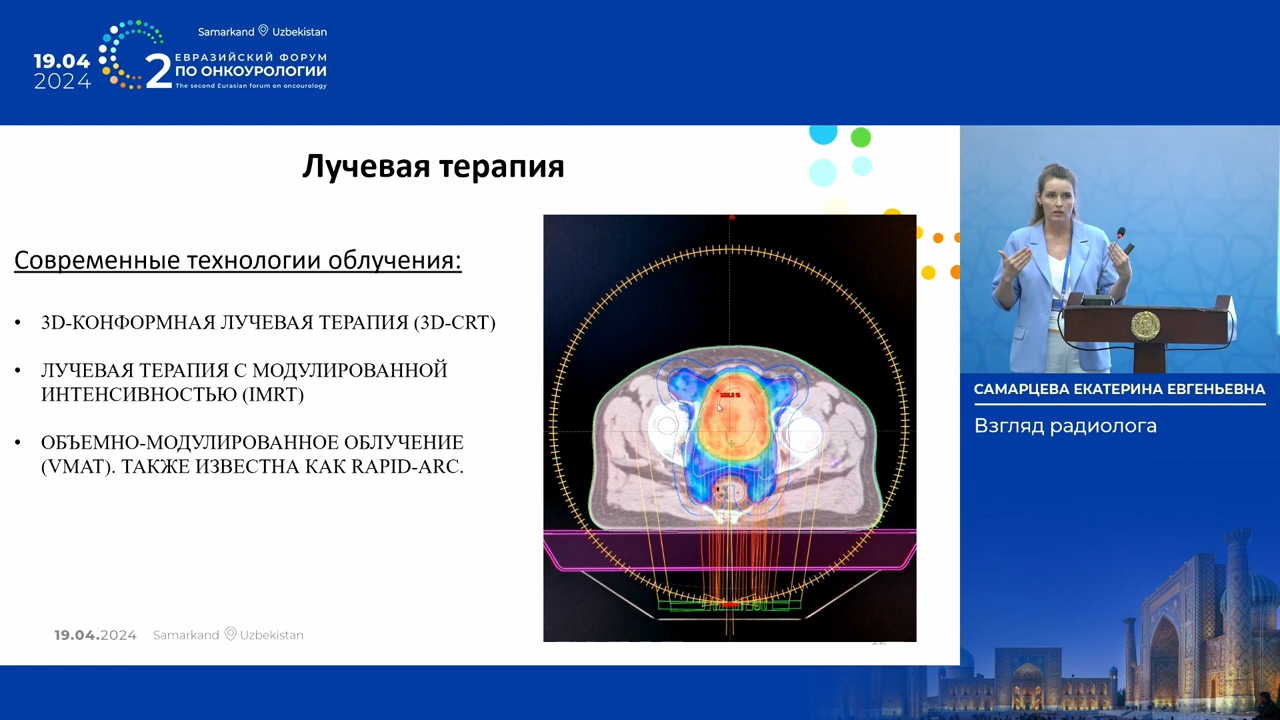 Samarkand Uzbekistan
19.04
2024
2
ЕВРАЗИЙСКИЙ ФОРУМ
ПО ОНКОУРОЛОГИИ
The second Eurasian forum on oncourology
Лучевая терапия
Современные технологии облучения:
• 3D-КОНФОРМНАЯ ЛУЧЕВАЯ ТЕРАПИЯ (3D-CRT)
• ЛУЧЕВАЯ ТЕРАПИЯ С МОДУЛИРОВАННОЙ
ИНТЕНСИВНОСТЬЮ (IMRT)
• ОБЪЕМНО-МОДУЛИРОВАННОЕ ОБЛУЧЕНИЕ
(VMAT). ТАКЖЕ ИЗВЕСТНА КАК RAPID-ARC.
19.04.2024 Samarkand Uzbekistan
САМАРЦЕВА ЕКАТЕРИНА ЕВГЕНЬЕВНА
Взгляд радиолога